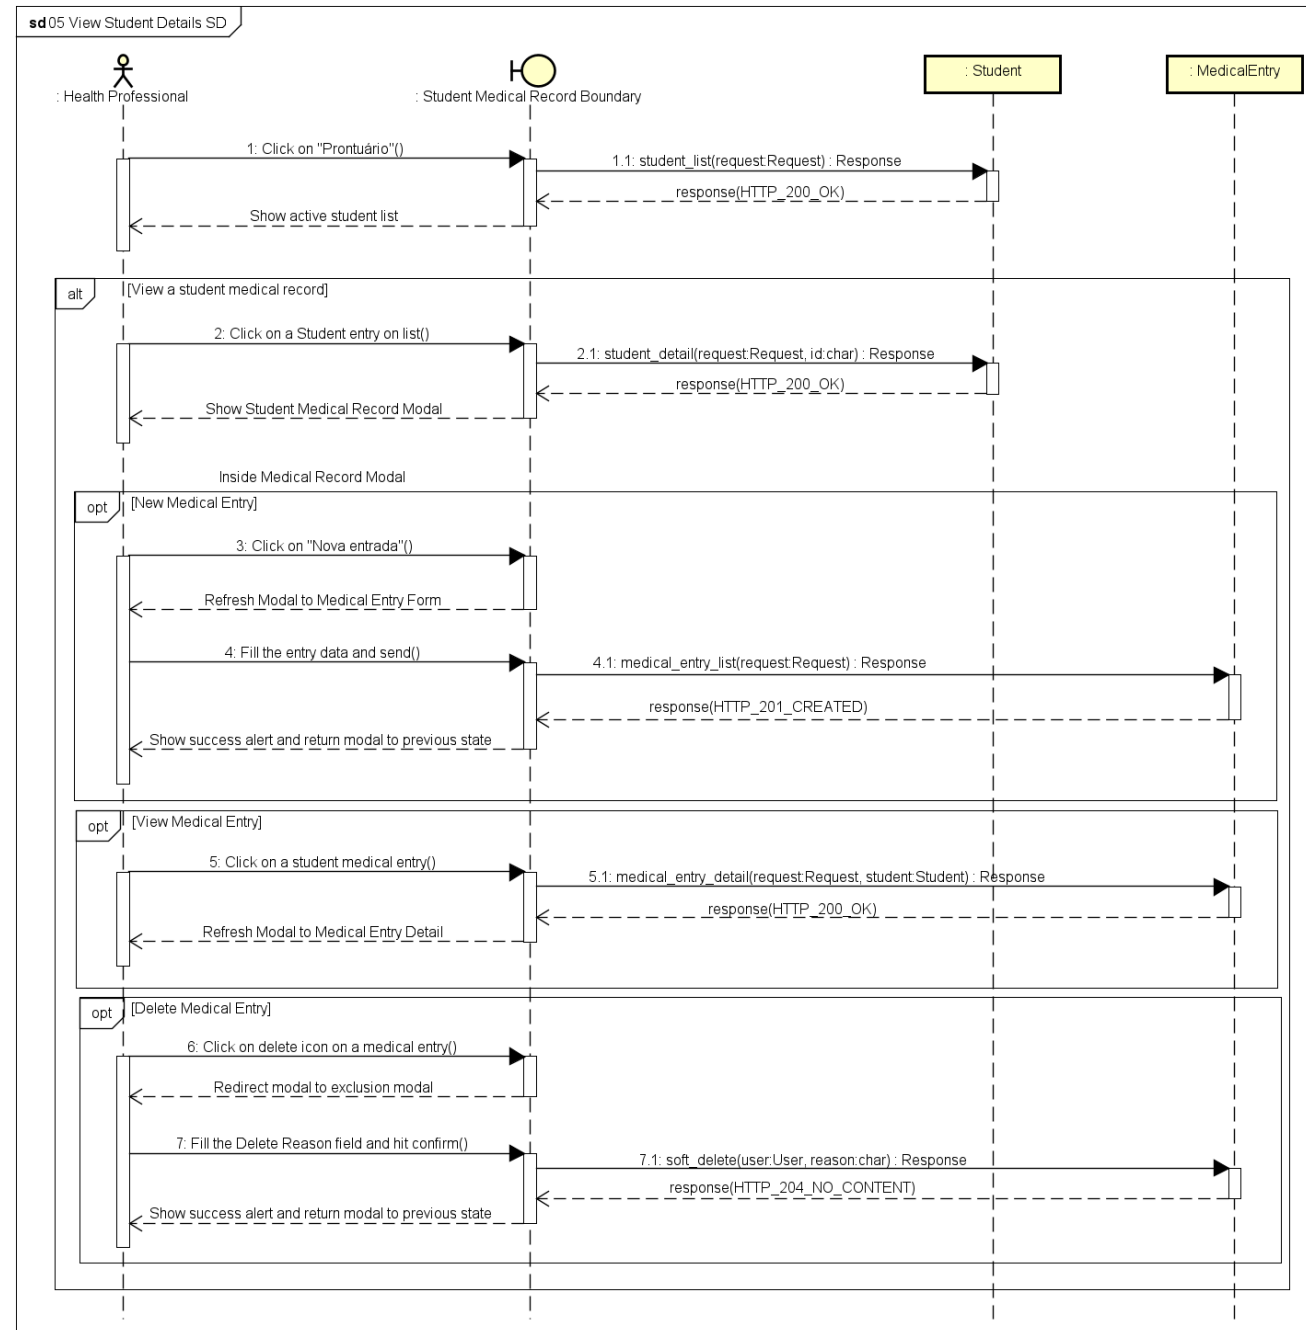 sd 05 View Student Details SD
: Health Professional
: Student Medical Record Boundary
: Student
: MedicalEntry
1: Click on "Prontuário"()
1.1: student_list(request:Request) : Response
response(HTTP_200_OK)
Show active student list
alt
[View a student medical record]
2: Click on a Student entry on list()
2.1: student_detail(request:Request, id:char) : Response
response(HTTP_200_OK)
Show Student Medical Record Modal
Inside Medical Record Modal
opt
[New Medical Entry]
3: Click on "Nova entrada"()
Refresh Modal to Medical Entry Form
4: Fill the entry data and send()
4.1: medical_entry_list(request:Request) : Response
response(HTTP_201_CREATED)
Show success alert and return modal to previous state
opt
[View Medical Entry]
5: Click on a student medical entry()
5.1: medical_entry_detail(request:Request, student:Student) : Response
response(HTTP_200_OK)
Refresh Modal to Medical Entry Detail
opt
[Delete Medical Entry]
6: Click on delete icon on a medical entry()
Redirect modal to exclusion modal
7: Fill the Delete Reason field and hit confirm()
7.1: soft_delete(user:User, reason:char) : Response
response(HTTP_204_NO_CONTENT)
Show success alert and return modal to previous state